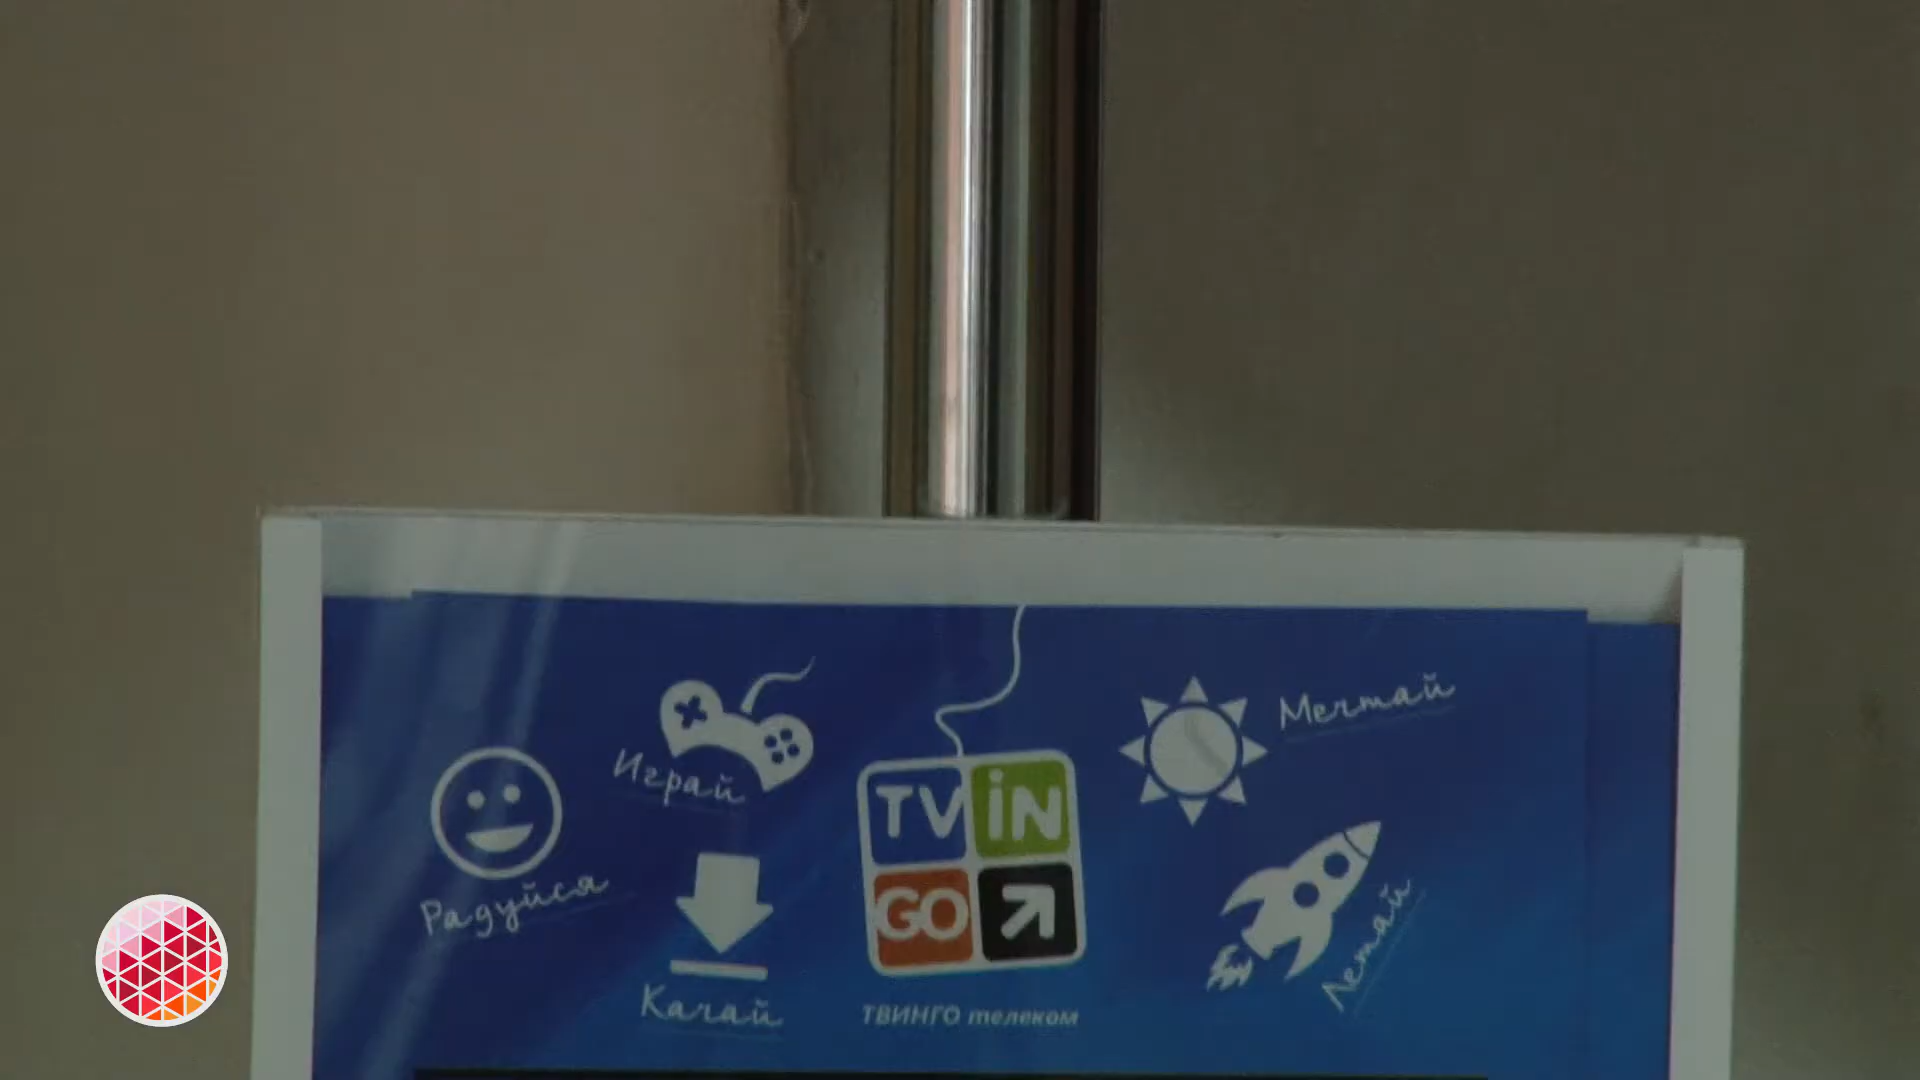 Играй
Мечтай
TV iN
GO
Радуйся
Летай
Качай
ТВИНГО телеком